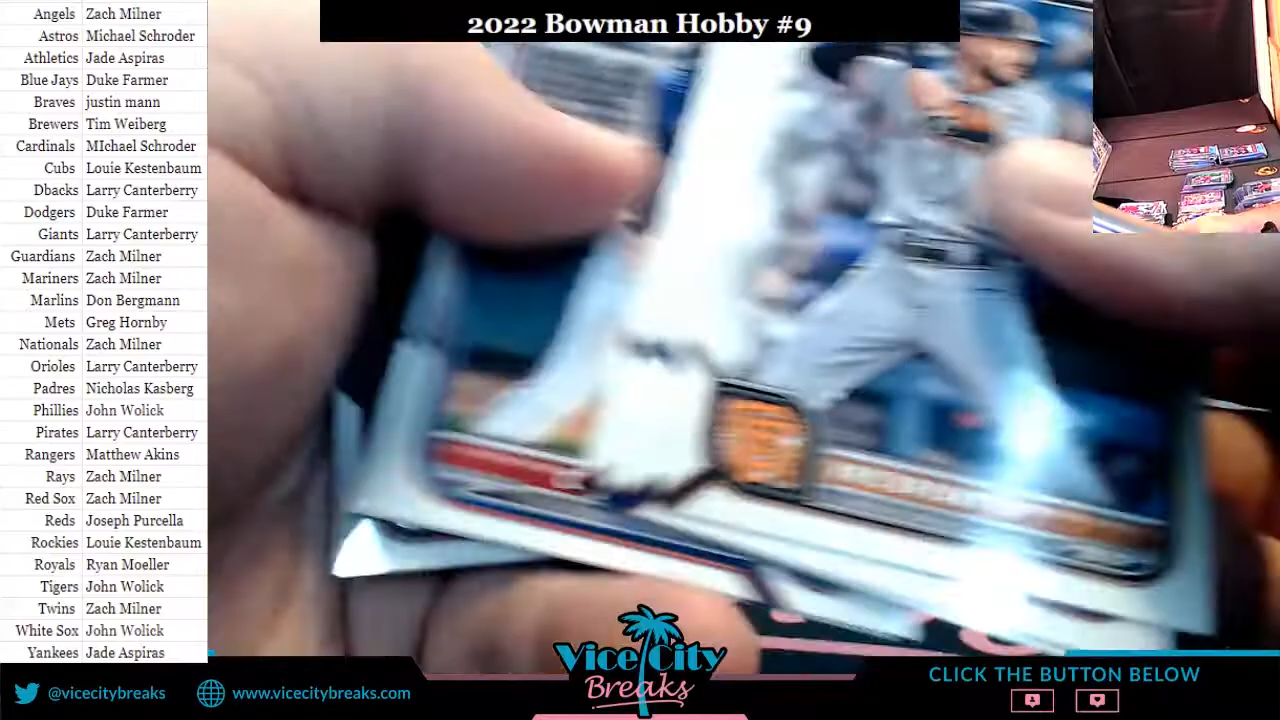 2022 Bowman Hobby #9
Angels Zach Milner
Astros Michael Schroder
Athletics Jade Aspiras
Blue Jays Duke Farmer
Braves justin mann
Brewers Tim Weiberg
Cardinals MIchael Schroder
Cubs Louie Kestenbaum
Dbacks Larry Canterberry
Dodgers Duke Farmer
Giants Larry Canterberry
Guardians Zach Milner
Mariners Zach Milner
Marlins Don Bergmann
Mets Greg Hornby
Nationals Zach Milner
Orioles Larry Canterberry
Padres Nicholas Kasberg
Phillies John Wolick
Pirates Larry Canterberry
Rangers Matthew Akins
Rays Zach Milner
Red Sox Zach Milner
Reds Joseph Purcella
Rockies Louie Kestenbaum
Royals Ryan Moeller
Tigers John Wolick
Twins Zach Milner
White Sox John Wolick
Yankees Jade Aspiras
@vicecitybreaks
www.vicecitybreaks.com
Vice City
Breaks
CLICK THE BUTTON BELOW